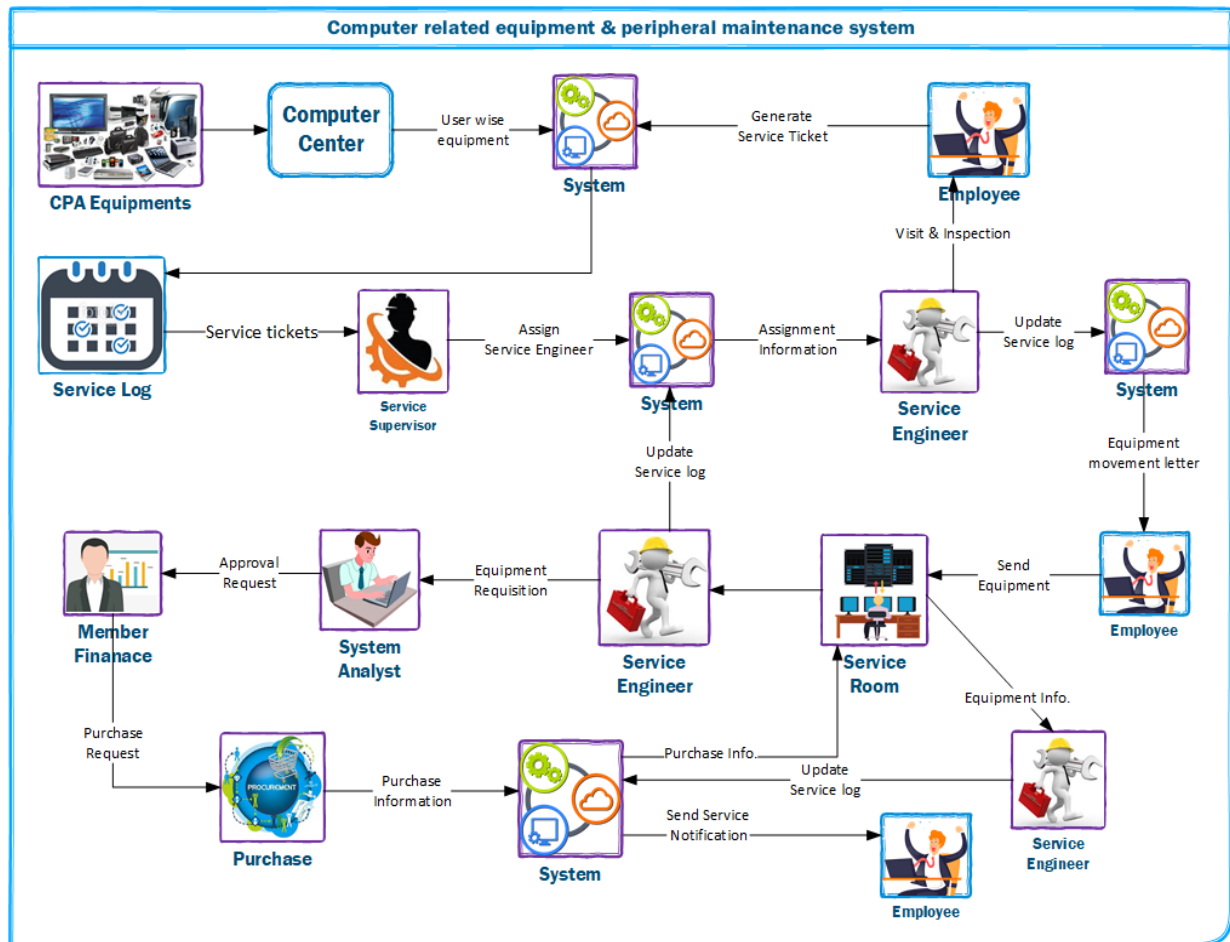 Computer related equipment & peripheral maintenance system
CPA Equipments
Computer
Center
User wise
equipment
System
Generate
Service Ticket
Employee
Visit & Inspection
Service Log
Service tickets
Service
Supervisor
Assign
Service Engineer
System
Assignment
Information
Service
Engineer
Update
Service log
System
Equipment
movement letter
Update
Service log
Member
Finanace
Approval
Request
System
Analyst
Equipment
Requisition
Service
Engineer
Service
Room
Send
Equipment
Employee
Equipment Info.
Purchase
Request
PROCUREMENT
Purchase
Purchase
Information
System
Purchase Info.
Update
Service log
Send Service
Notification
Employee
Service
Engineer